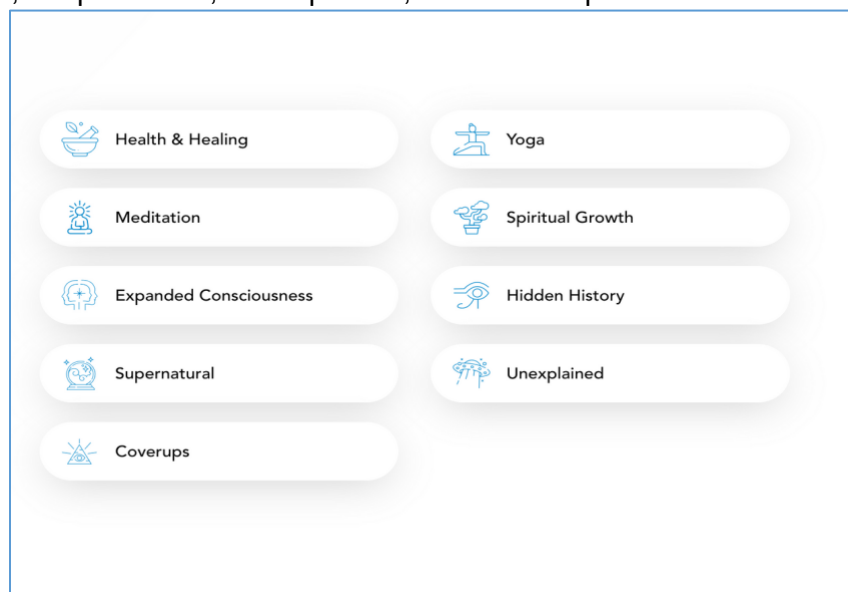 Health & Healing
Yoga
Meditation
Spiritual Growth
Expanded Consciousness
Hidden History
Supernatural
Unexplained
Coverups